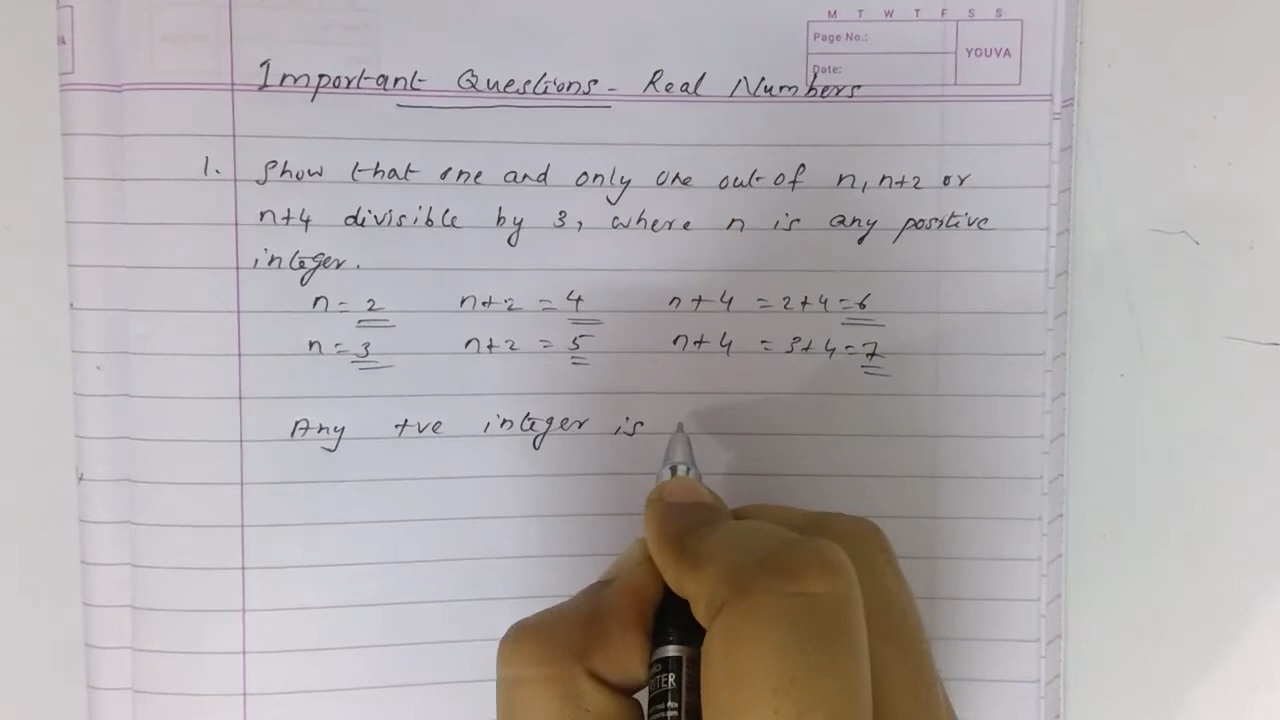 M T W T F S S
Page No.:
YOUVA
Date:
Important Questions - Real Numbers
1. Show that one and only one out of n, n+2 or
n+4 divisible by 3, where n is any positive
integer.
n = 2 n+2 = 4 n+4 = 2+4 = 6
n = 3 n+2 = 5 n+4 = 3+4 = 7
Any +ve integer is